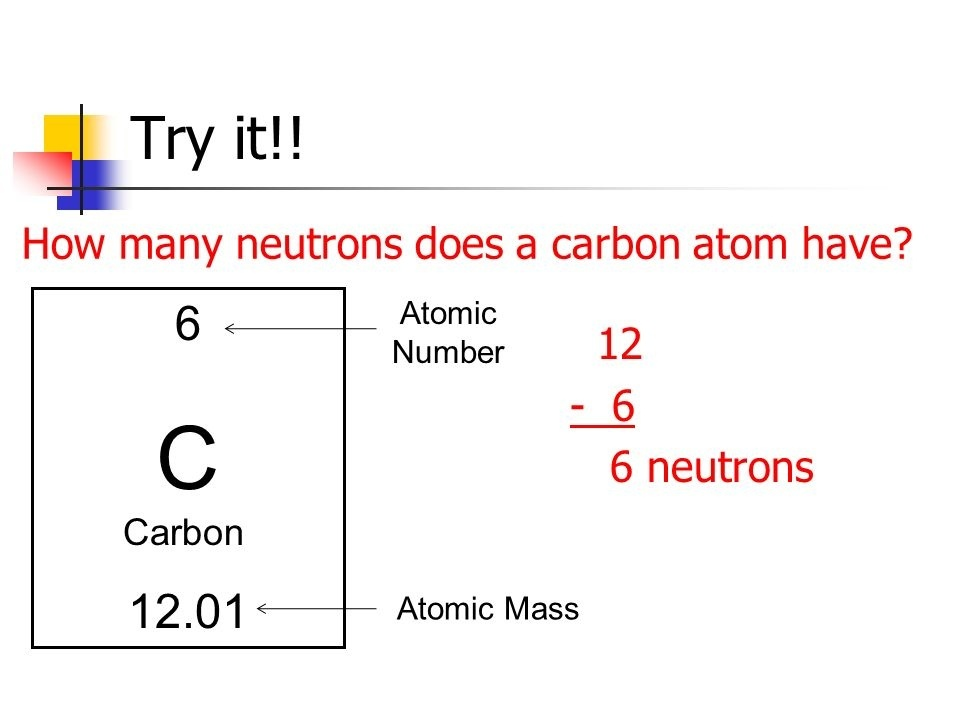 Try it!!
How many neutrons does a carbon atom have?
6
Atomic
Number
12
- 6
6 neutrons
C
Carbon
12.01
Atomic Mass